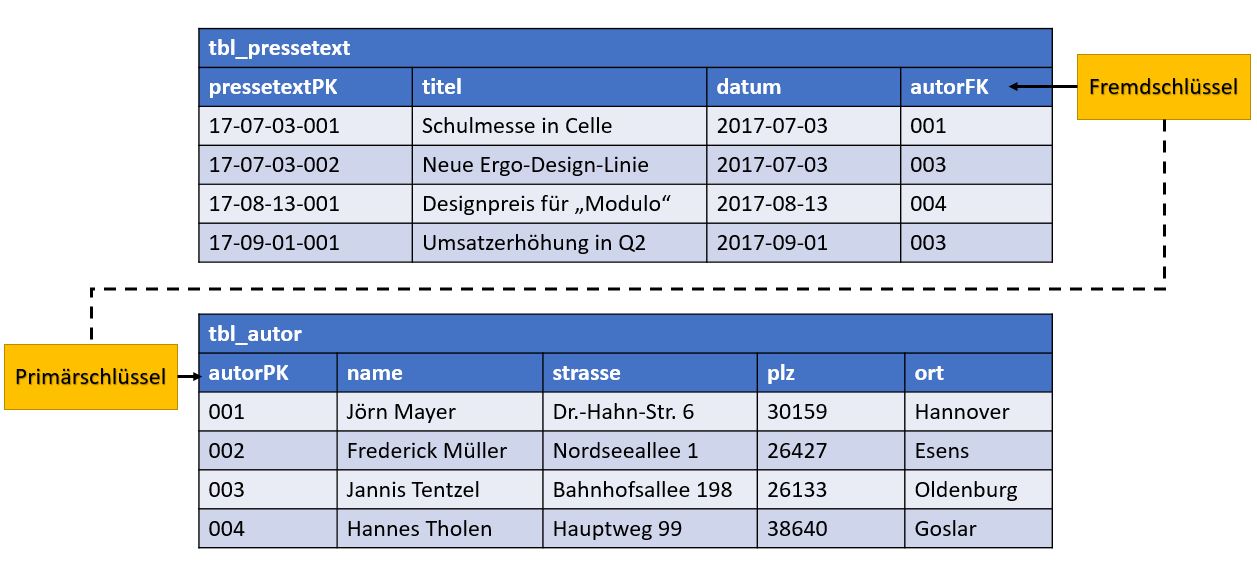 tbl_pressetext
pressetextPK titel datum autorFK
Fremdschlüssel
17-07-03-001 Schulmesse in Celle 2017-07-03 001
17-07-03-002 Neue Ergo-Design-Linie 2017-07-03 003
17-08-13-001 Designpreis für „Modulo“ 2017-08-13 004
17-09-01-001 Umsatzerhöhung in Q2 2017-09-01 003
tbl_autor
Primärschlüssel
autorPK name strasse plz ort
001 Jörn Mayer Dr.-Hahn-Str. 6 30159 Hannover
002 Frederick Müller Nordseeallee 1 26427 Esens
003 Jannis Tentzel Bahnhofsallee 198 26133 Oldenburg
004 Hannes Tholen Hauptweg 99 38640 Goslar